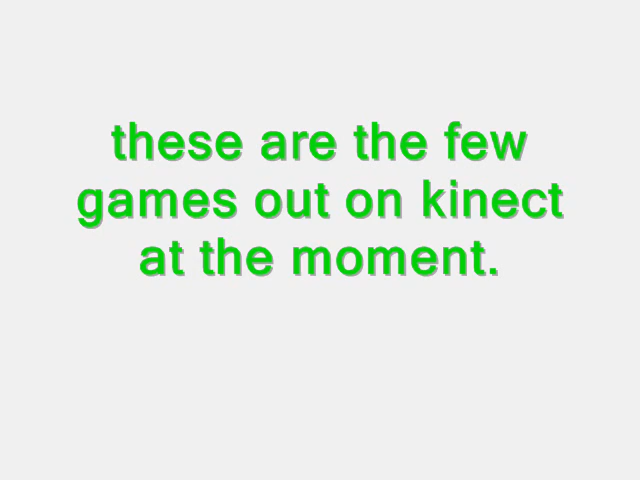 these are the few
games out on kinect
at the moment.